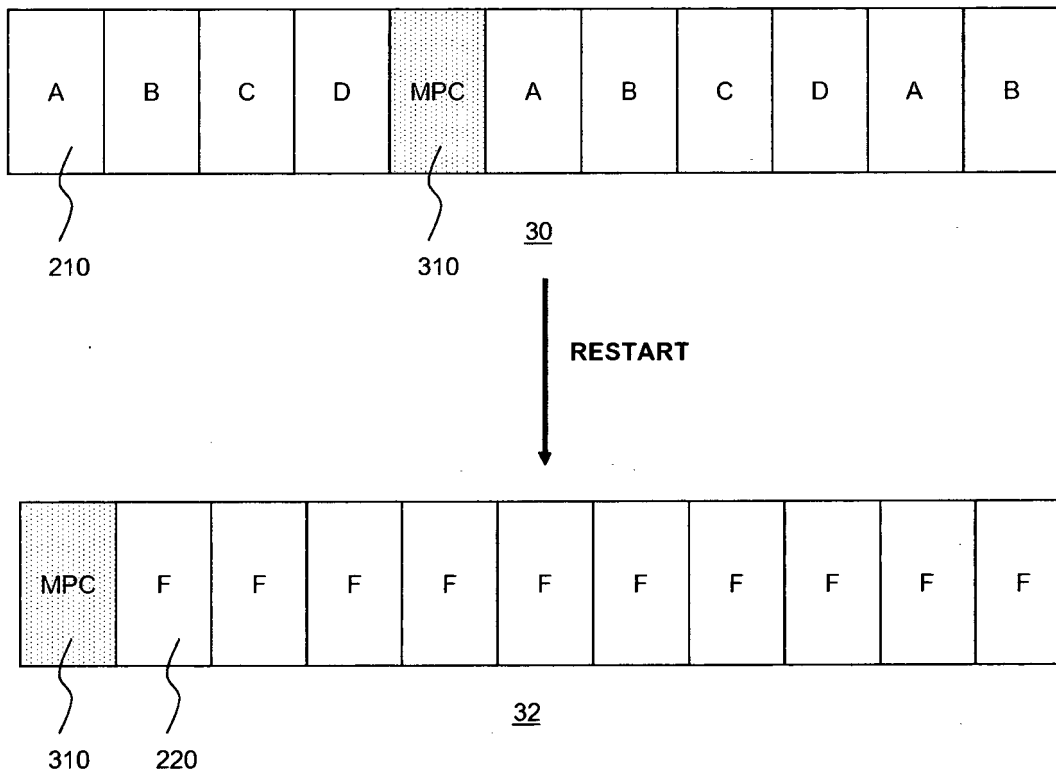 A B C D MPC A B C D A B
210 310 30
RESTART
MPC F F F F F F F F F F
32
310 220